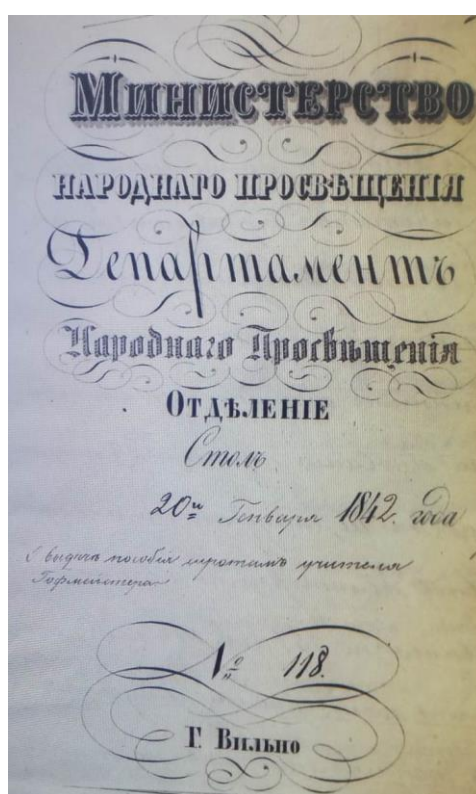 Министерство
НАРОДНАГО ПРОСВѢЩЕНІЯ
Департаментъ
Народнаго Просвѣщенія
ОТДѢЛЕНІЕ
Столъ
20го Генваря 1842. года
О выдачѣ пособія сиротамъ учителя
Гофмейстера
№ 118.
Г. Вильно